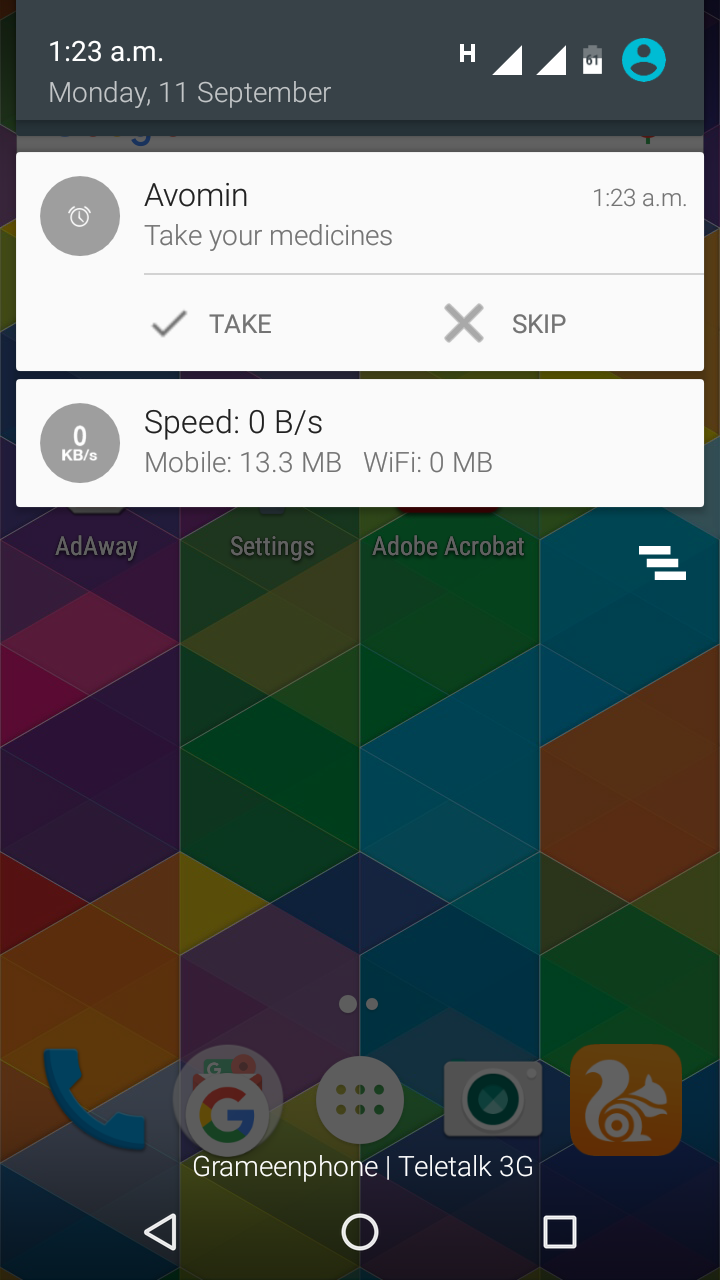 1:23 a.m.
H
61
Monday, 11 September
Avomin
1:23 a.m.
Take your medicines
TAKE
SKIP
0
KB/s
Speed: 0 B/s
Mobile: 13.3 MB WiFi: 0 MB
AdAway
Settings
Adobe Acrobat
G
G
Grameenphone | Teletalk 3G